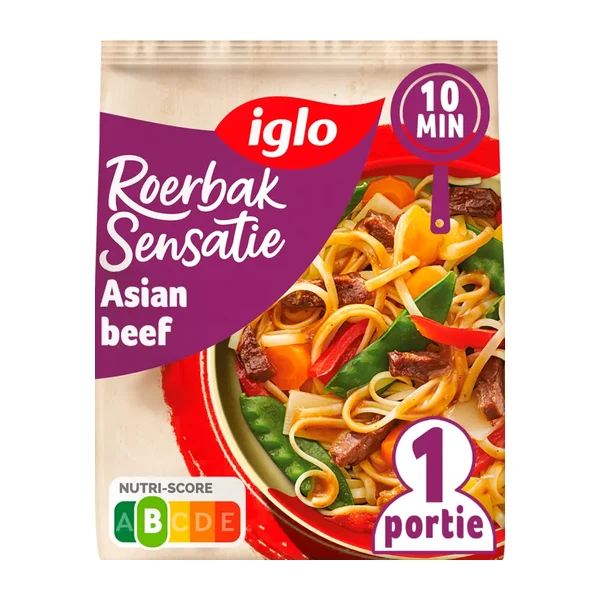 iglo
10
MIN
Roerbak
Sensatie
Asian
beef
NUTRI-SCORE
A B C D E
1
portie